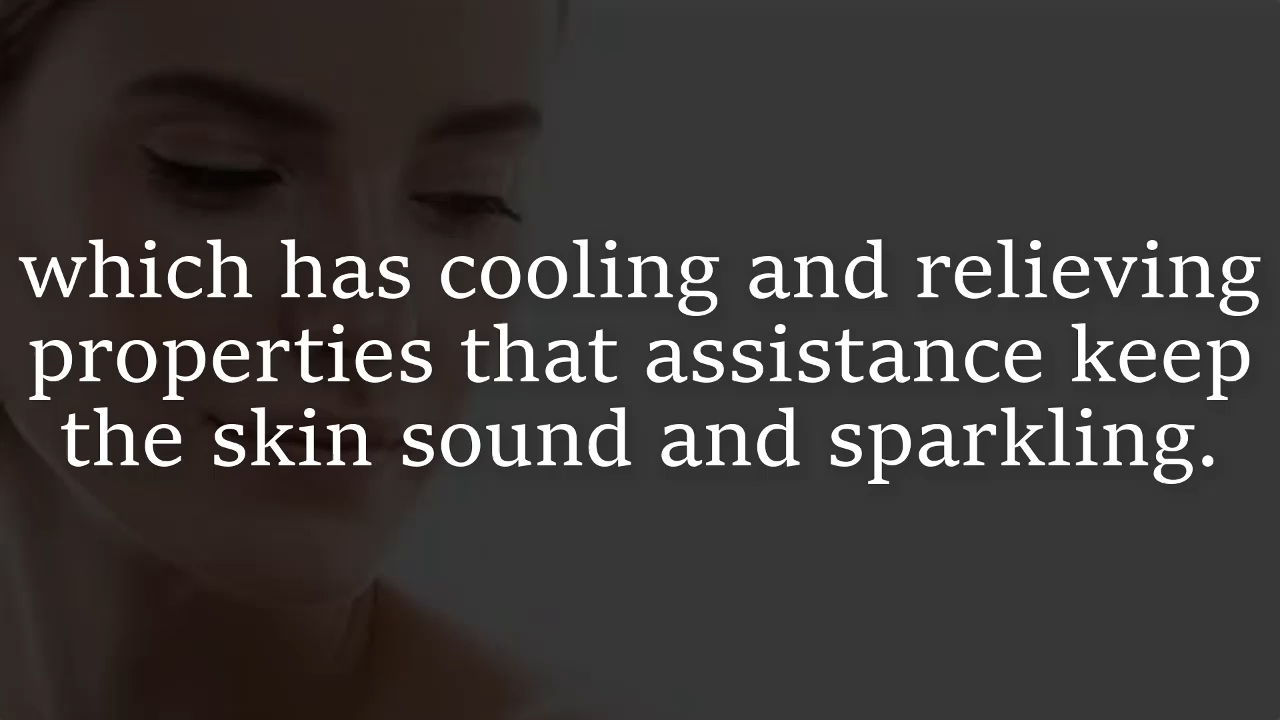 which has cooling and relieving
properties that assistance keep
the skin sound and sparkling.